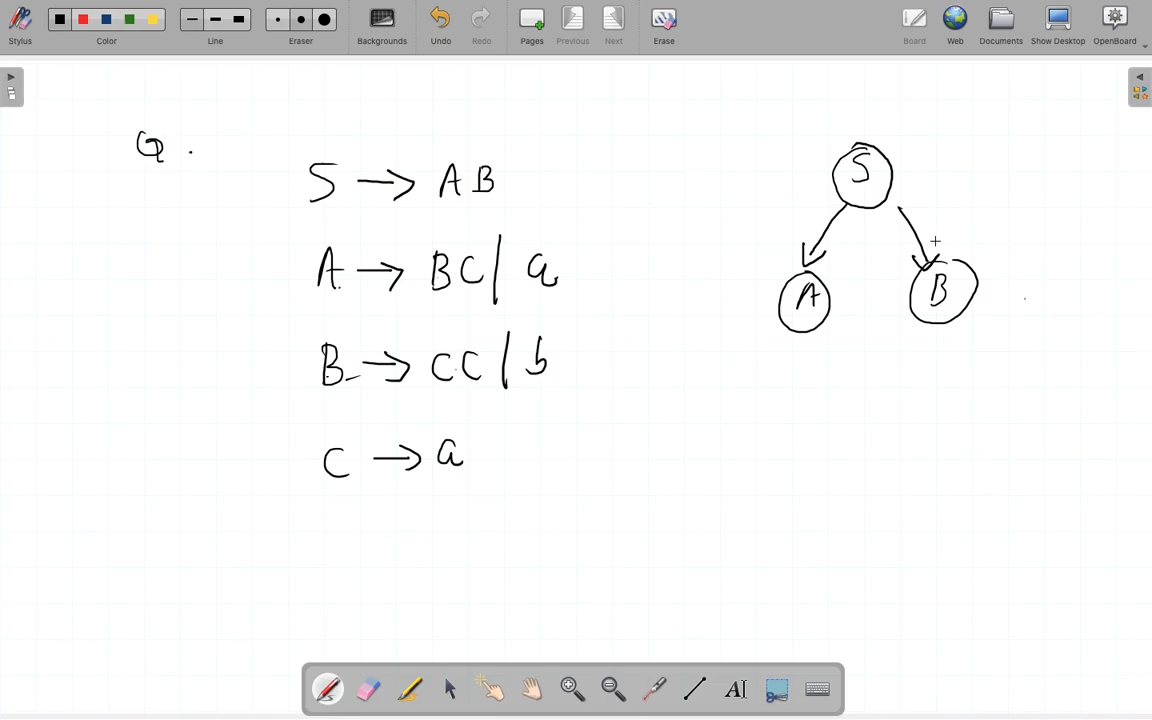 Stylus Color Line Eraser Backgrounds Undo Redo Pages Previous Next Erase Board Web Documents Show Desktop OpenBoard
Q.
S → AB
A → BC | a
B → CC | b
C → a
S
A B
AI